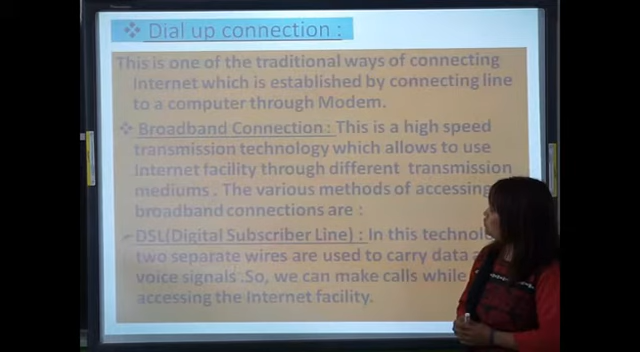 ❖ Dial up connection :
This is one of the traditional ways of connecting
Internet which is established by connecting line
to a computer through Modem.
❖ Broadband Connection : This is a high speed
transmission technology which allows to use
Internet facility through different transmission
mediums . The various methods of accessing
broadband connections are :
➢ DSL(Digital Subscriber Line) : In this technolo
two separate wires are used to carry data a
voice signals .So, we can make calls while
accessing the Internet facility.